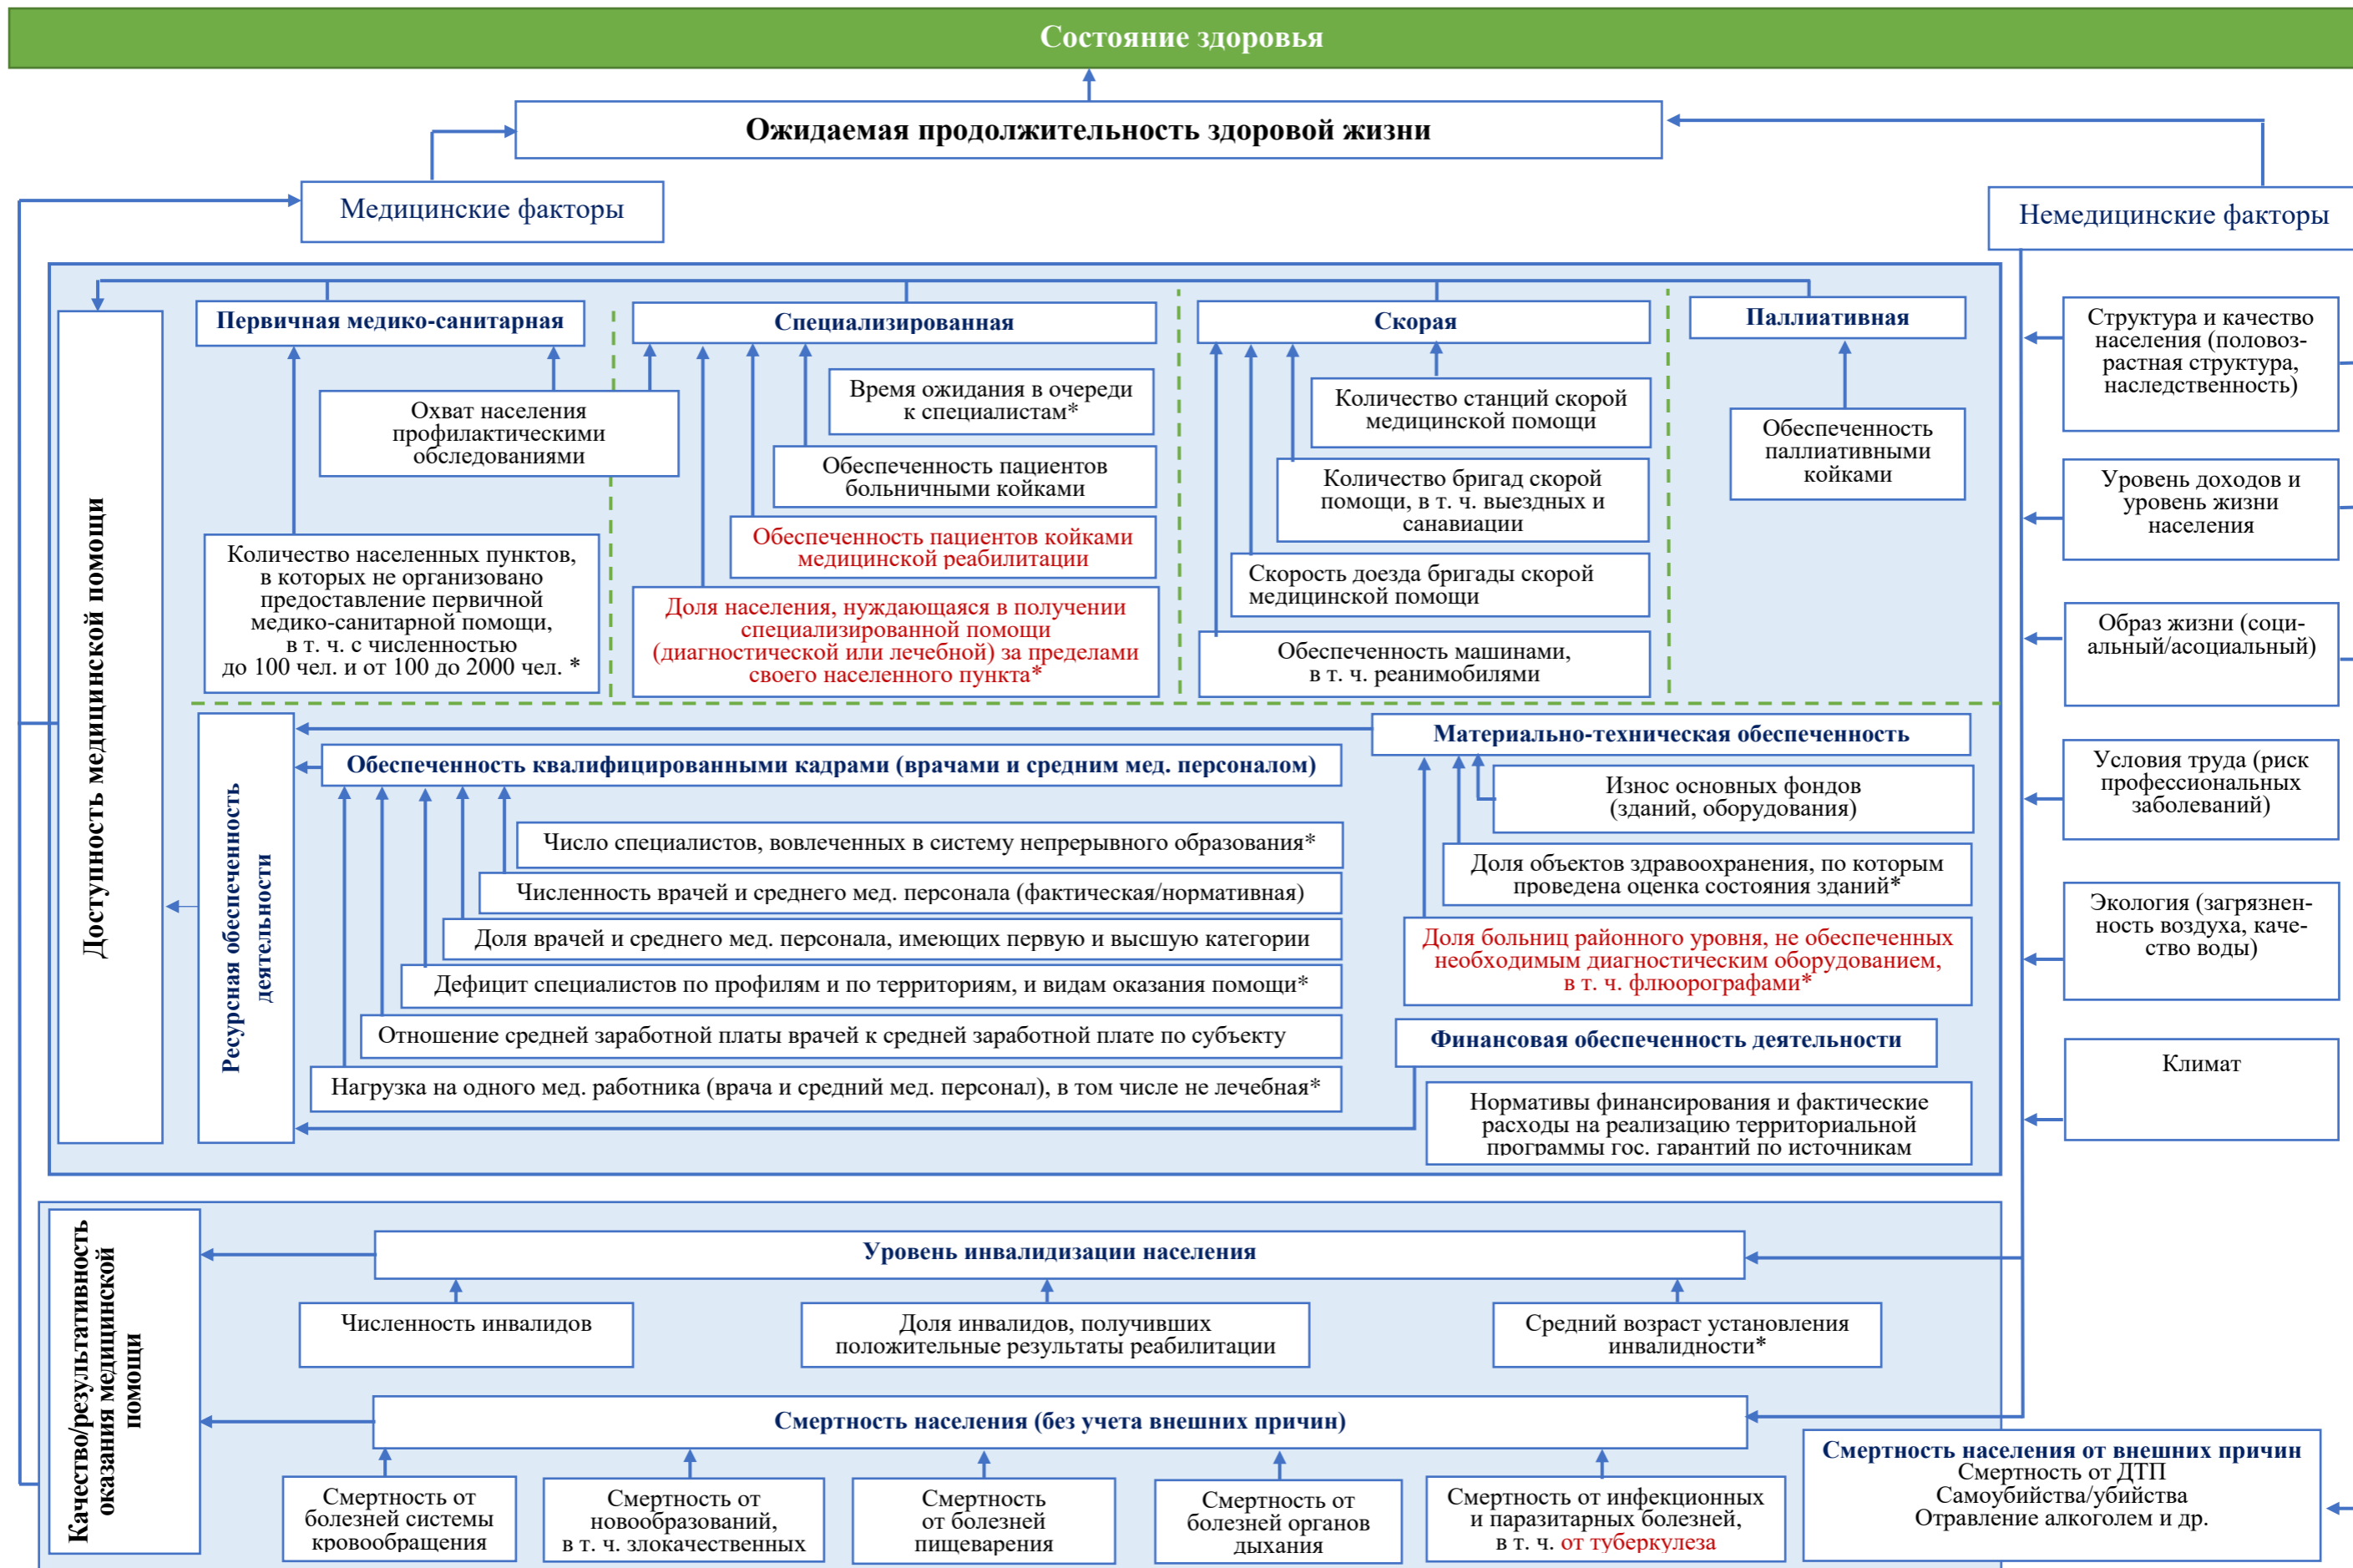 Состояние здоровья
Ожидаемая продолжительность здоровой жизни
Медицинские факторы
Немедицинские факторы
Доступность медицинской помощи
Первичная медико-санитарная
Охват населения
профилактическими
обследованиями
Количество населенных пунктов,
в которых не организовано
предоставление первичной
медико-санитарной помощи,
в т. ч. с численностью
до 100 чел. и от 100 до 2000 чел. *
Специализированная
Время ожидания в очереди
к специалистам*
Обеспеченность пациентов
больничными койками
Обеспеченность пациентов койками
медицинской реабилитации
Доля населения, нуждающаяся в получении
специализированной помощи
(диагностической или лечебной) за пределами
своего населенного пункта*
Скорая
Количество станций скорой
медицинской помощи
Количество бригад скорой
помощи, в т. ч. выездных и
санавиации
Скорость доезда бригады скорой
медицинской помощи
Обеспеченность машинами,
в т. ч. реанимобилями
Паллиативная
Обеспеченность
паллиативными
койками
Ресурсная обеспеченность
деятельности
Обеспеченность квалифицированными кадрами (врачами и средним мед. персоналом)
Число специалистов, вовлеченных в систему непрерывного образования*
Численность врачей и среднего мед. персонала (фактическая/нормативная)
Доля врачей и среднего мед. персонала, имеющих первую и высшую категории
Дефицит специалистов по профилям и по территориям, и видам оказания помощи*
Отношение средней заработной платы врачей к средней заработной плате по субъекту
Нагрузка на одного мед. работника (врача и средний мед. персонал), в том числе не лечебная*
Материально-техническая обеспеченность
Износ основных фондов
(зданий, оборудования)
Доля объектов здравоохранения, по которым
проведена оценка состояния зданий*
Доля больниц районного уровня, не обеспеченных
необходимым диагностическим оборудованием,
в т. ч. флюорографами*
Финансовая обеспеченность деятельности
Нормативы финансирования и фактические
расходы на реализацию территориальной
программы гос. гарантий по источникам
Структура и качество
населения (половоз-
растная структура,
наследственность)
Уровень доходов и
уровень жизни
населения
Образ жизни (соци-
альный/асоциальный)
Условия труда (риск
профессиональных
заболеваний)
Экология (загрязнен-
ность воздуха, каче-
ство воды)
Климат
Качество/результативность
оказания медицинской
помощи
Уровень инвалидизации населения
Численность инвалидов
Доля инвалидов, получивших
положительные результаты реабилитации
Средний возраст установления
инвалидности*
Смертность населения (без учета внешних причин)
Смертность от
болезней системы
кровообращения
Смертность от
новообразований,
в т. ч. злокачественных
Смертность
от болезней
пищеварения
Смертность от
болезней органов
дыхания
Смертность от инфекционных
и паразитарных болезней,
в т. ч. от туберкулеза
Смертность населения от внешних причин
Смертность от ДТП
Самоубийства/убийства
Отравление алкоголем и др.